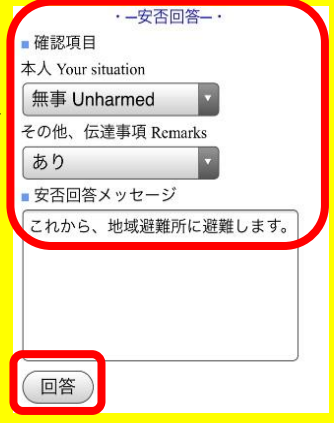 ・—安否回答—・
■ 確認項目
本人 Your situation
無事 Unharmed
その他、伝達事項 Remarks
あり
■ 安否回答メッセージ
これから、地域避難所に避難します。
回答